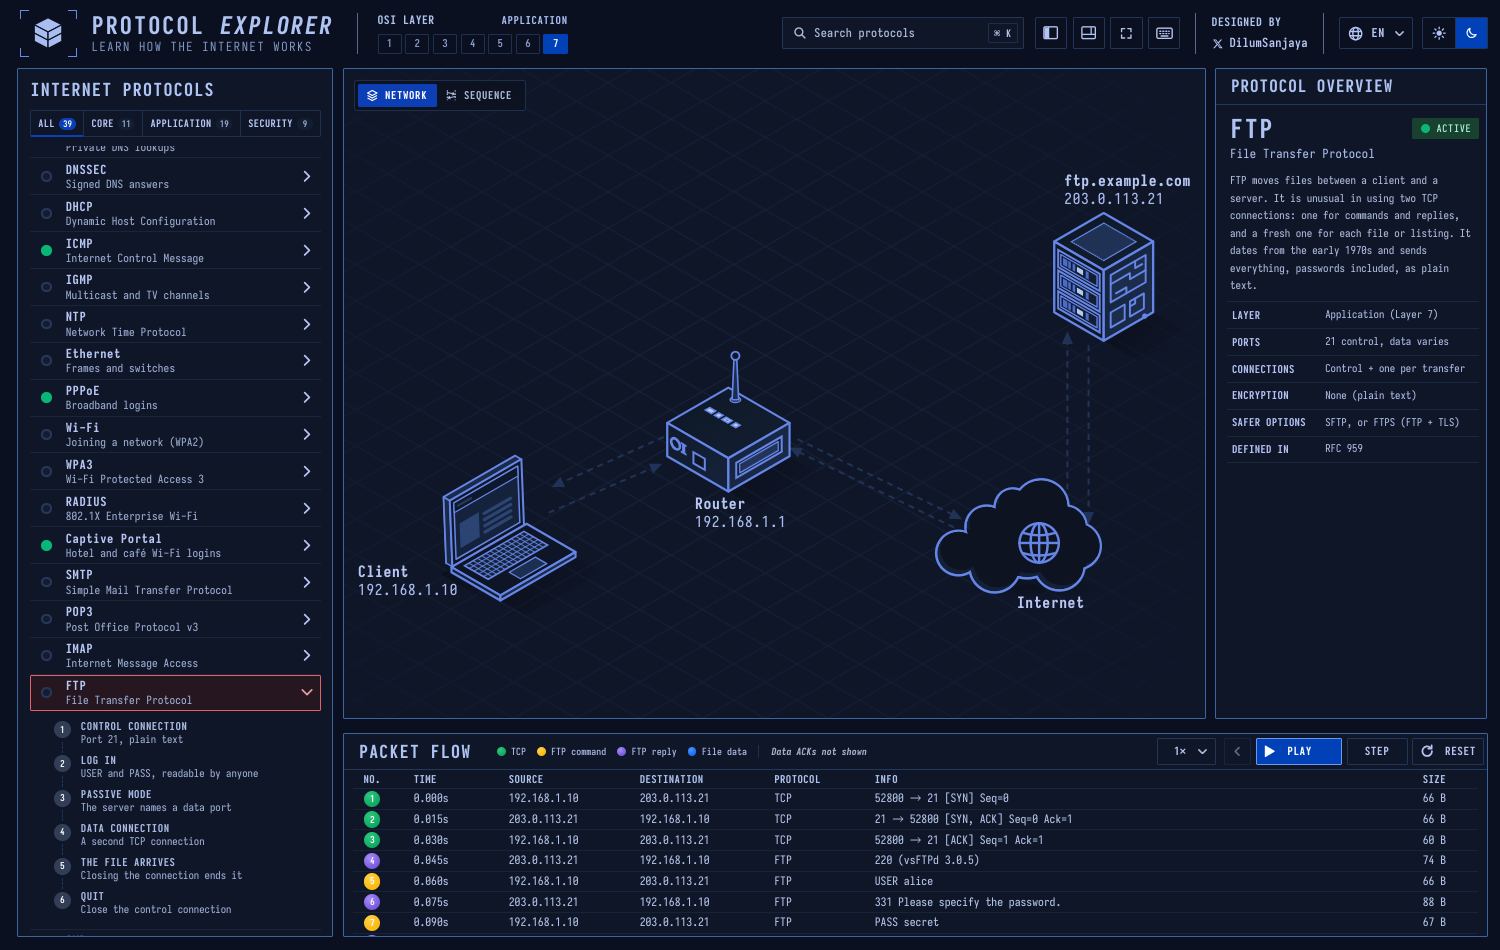 PROTOCOL EXPLORER
LEARN HOW THE INTERNET WORKS
OSI LAYER APPLICATION
1 2 3 4 5 6 7
Search protocols ⌘ K
DESIGNED BY
DilumSanjaya
EN
INTERNET PROTOCOLS
ALL 39 CORE 11 APPLICATION 19 SECURITY 9
Private DNS lookups
DNSSEC
Signed DNS answers
DHCP
Dynamic Host Configuration
ICMP
Internet Control Message
IGMP
Multicast and TV channels
NTP
Network Time Protocol
Ethernet
Frames and switches
PPPoE
Broadband logins
Wi-Fi
Joining a network (WPA2)
WPA3
Wi-Fi Protected Access 3
RADIUS
802.1X Enterprise Wi-Fi
Captive Portal
Hotel and café Wi-Fi logins
SMTP
Simple Mail Transfer Protocol
POP3
Post Office Protocol v3
IMAP
Internet Message Access
FTP
File Transfer Protocol
1 CONTROL CONNECTION
Port 21, plain text
2 LOG IN
USER and PASS, readable by anyone
3 PASSIVE MODE
The server names a data port
4 DATA CONNECTION
A second TCP connection
5 THE FILE ARRIVES
Closing the connection ends it
6 QUIT
Close the control connection
NETWORK SEQUENCE
ftp.example.com
203.0.113.21
Router
192.168.1.1
Client
192.168.1.10
Internet
PROTOCOL OVERVIEW
FTP ACTIVE
File Transfer Protocol
FTP moves files between a client and a
server. It is unusual in using two TCP
connections: one for commands and replies,
and a fresh one for each file or listing. It
dates from the early 1970s and sends
everything, passwords included, as plain
text.
LAYER Application (Layer 7)
PORTS 21 control, data varies
CONNECTIONS Control + one per transfer
ENCRYPTION None (plain text)
SAFER OPTIONS SFTP, or FTPS (FTP + TLS)
DEFINED IN RFC 959
PACKET FLOW TCP FTP command FTP reply File data Data ACKs not shown 1× PLAY STEP RESET
NO. TIME SOURCE DESTINATION PROTOCOL INFO SIZE
1 0.000s 192.168.1.10 203.0.113.21 TCP 52800 → 21 [SYN] Seq=0 66 B
2 0.015s 203.0.113.21 192.168.1.10 TCP 21 → 52800 [SYN, ACK] Seq=0 Ack=1 66 B
3 0.030s 192.168.1.10 203.0.113.21 TCP 52800 → 21 [ACK] Seq=1 Ack=1 60 B
4 0.045s 203.0.113.21 192.168.1.10 FTP 220 (vsFTPd 3.0.5) 74 B
5 0.060s 192.168.1.10 203.0.113.21 FTP USER alice 66 B
6 0.075s 203.0.113.21 192.168.1.10 FTP 331 Please specify the password. 88 B
7 0.090s 192.168.1.10 203.0.113.21 FTP PASS secret 67 B